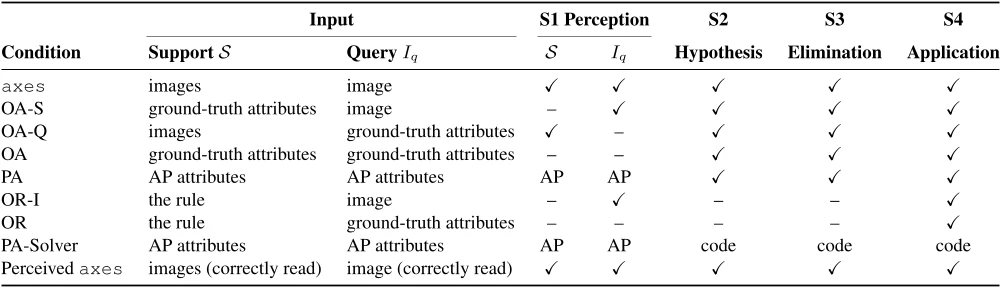 Input S1 Perception S2 S3 S4
Condition Support S Query I_q S I_q Hypothesis Elimination Application
axes images image ✓ ✓ ✓ ✓ ✓
OA-S ground-truth attributes image – ✓ ✓ ✓ ✓
OA-Q images ground-truth attributes ✓ – ✓ ✓ ✓
OA ground-truth attributes ground-truth attributes – – ✓ ✓ ✓
PA AP attributes AP attributes AP AP ✓ ✓ ✓
OR-I the rule image – ✓ – – ✓
OR the rule ground-truth attributes – – – – ✓
PA-Solver AP attributes AP attributes AP AP code code code
Perceived axes images (correctly read) image (correctly read) ✓ ✓ ✓ ✓ ✓